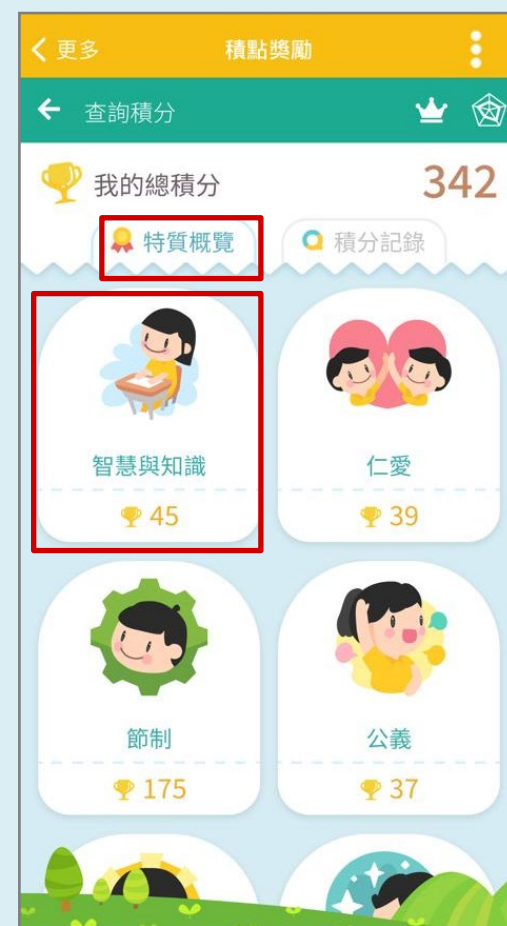 更多 積點獎勵
查詢積分
我的總積分 342
特質概覽 積分記錄
智慧與知識 仁愛
45 39
節制 公義
175 37